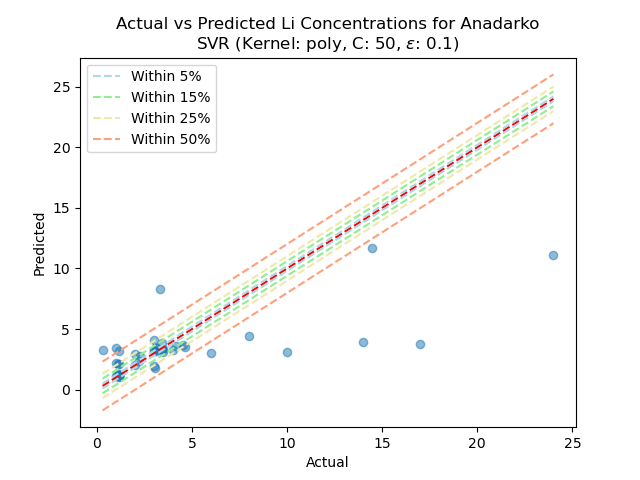 Actual vs Predicted Li Concentrations for Anadarko
SVR (Kernel: poly, C: 50, ε: 0.1)
Within 5%
Within 15%
Within 25%
Within 50%
25
20
15
10
5
0
Predicted
0 5 10 15 20 25
Actual